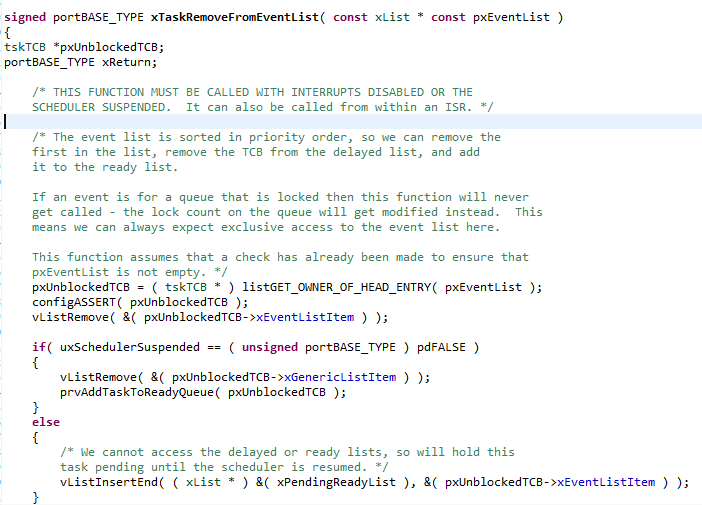 signed portBASE_TYPE xTaskRemoveFromEventList( const xList * const pxEventList )
{
tskTCB *pxUnblockedTCB;
portBASE_TYPE xReturn;
/* THIS FUNCTION MUST BE CALLED WITH INTERRUPTS DISABLED OR THE
SCHEDULER SUSPENDED.  It can also be called from within an ISR. */
/* The event list is sorted in priority order, so we can remove the
first in the list, remove the TCB from the delayed list, and add
it to the ready list.
If an event is for a queue that is locked then this function will never
get called - the lock count on the queue will get modified instead.  This
means we can always expect exclusive access to the event list here.
This function assumes that a check has already been made to ensure that
pxEventList is not empty. */
pxUnblockedTCB = ( tskTCB * ) listGET_OWNER_OF_HEAD_ENTRY( pxEventList );
configASSERT( pxUnblockedTCB );
vListRemove( &( pxUnblockedTCB->xEventListItem ) );
if( uxSchedulerSuspended == ( unsigned portBASE_TYPE ) pdFALSE )
{
vListRemove( &( pxUnblockedTCB->xGenericListItem ) );
prvAddTaskToReadyQueue( pxUnblockedTCB );
}
else
{
/* We cannot access the delayed or ready lists, so will hold this
task pending until the scheduler is resumed. */
vListInsertEnd( ( xList * ) &( xPendingReadyList ), &( pxUnblockedTCB->xEventListItem ) );
}